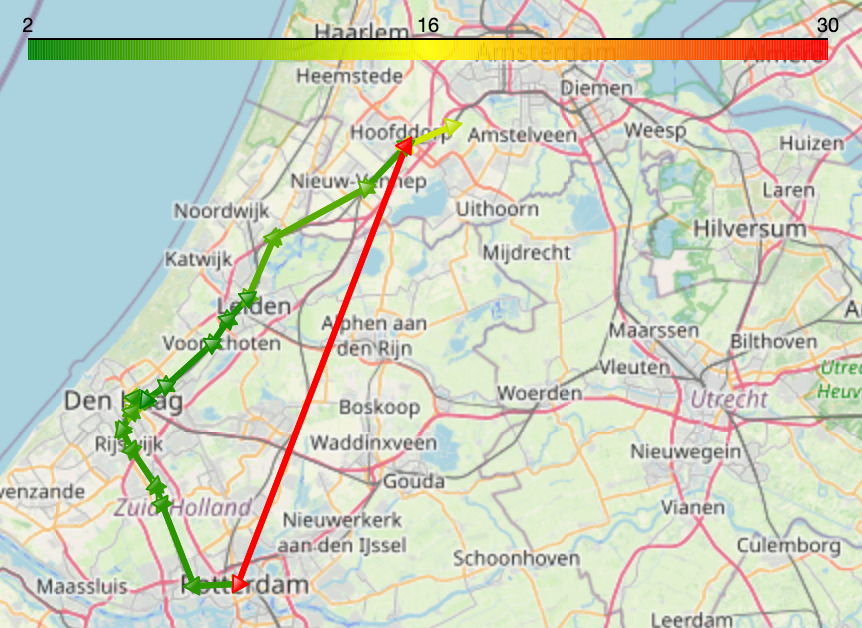 2 16 30
Haarlem
Amsterdam
Almere
Heemstede
Diemen
Hoofddorp
Amstelveen
Weesp
Huizen
Nieuw-Vennep
Laren
Noordwijk
Uithoorn
Hilversum
Katwijk
Mijdrecht
Leiden
Alphen aan
den Rijn
Maarssen
Voorschoten
Bilthoven
Vleuten
Utrec
Heuv
Den Haag
Woerden
Utrecht
Boskoop
Rijswijk
Waddinxveen
Nieuwegein
Gouda
venzande
Zuid-Holland
Vianen
Nieuwerkerk
aan den IJssel
Culemborg
Schoonhoven
Maassluis
Rotterdam
Leerdam